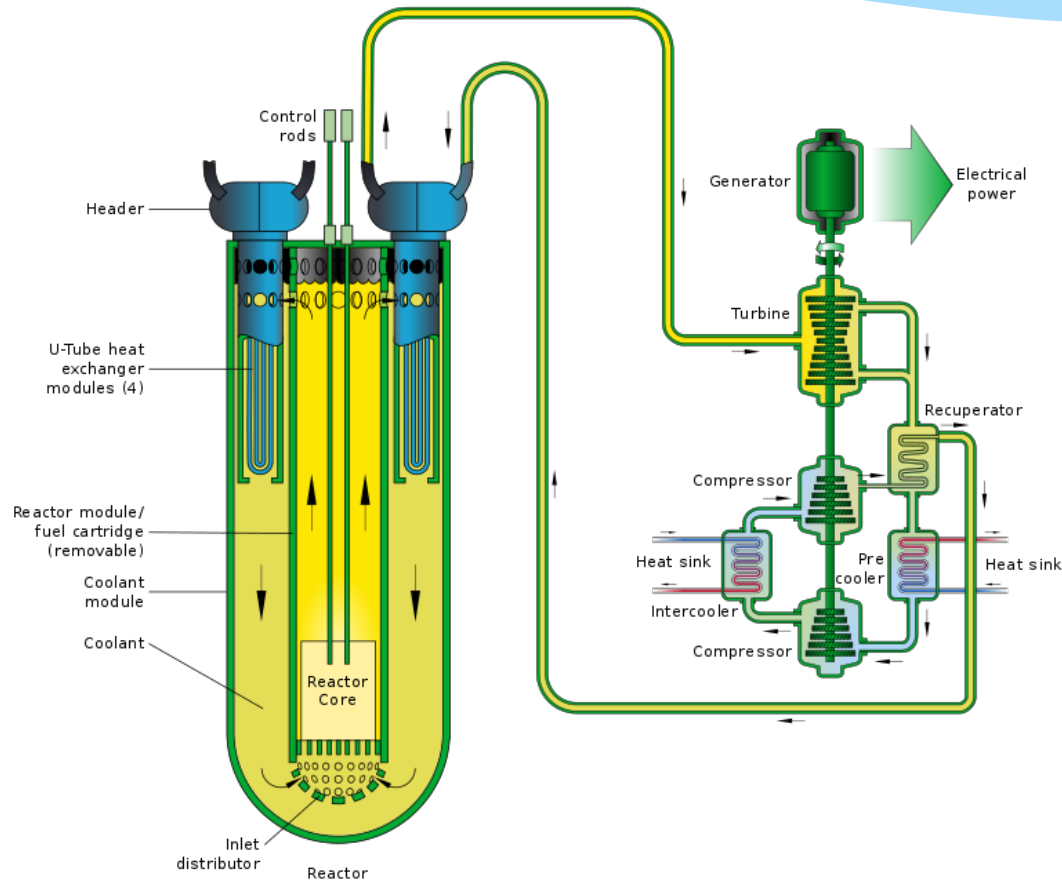 Control
rods
Header
U-Tube heat
exchanger
modules (4)
Reactor module/
fuel cartridge
(removable)
Coolant
module
Coolant
Reactor
Core
Inlet
distributor
Reactor
Generator
Electrical
power
Turbine
Recuperator
Compressor
Heat sink
Pre
cooler
Heat sink
Intercooler
Compressor